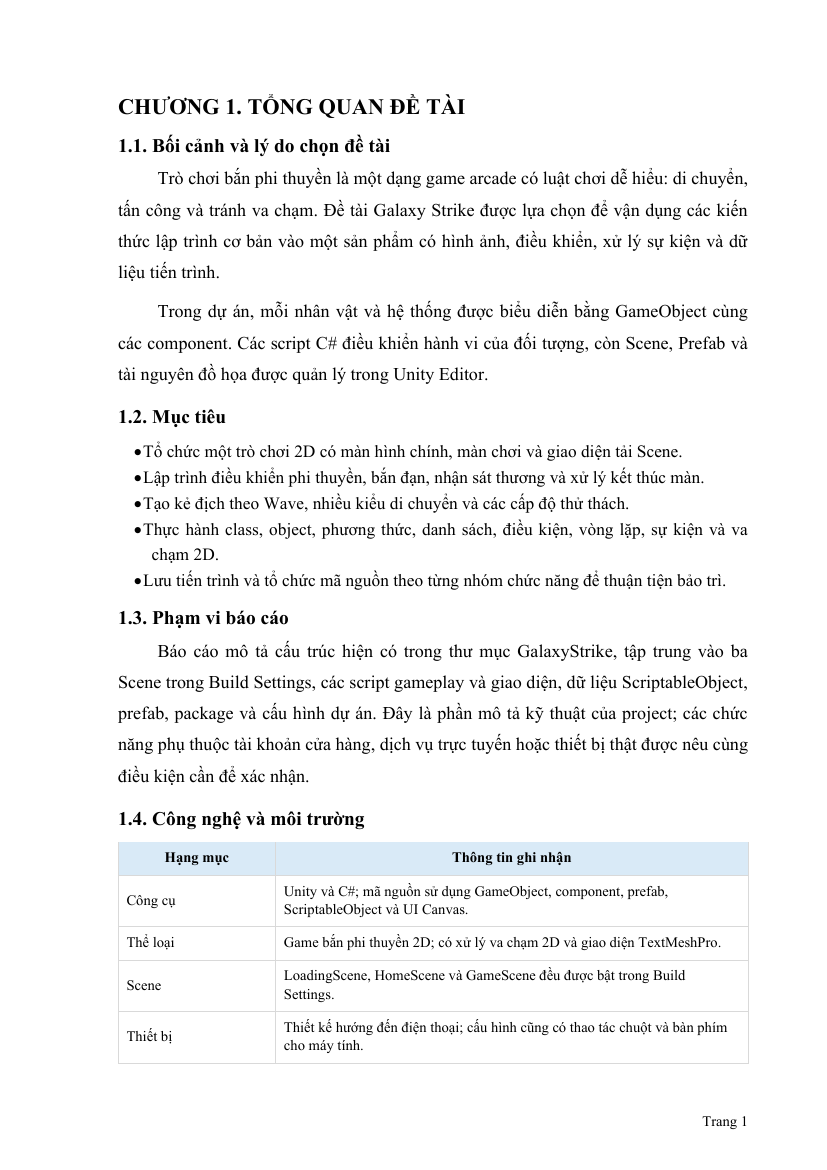 CHƯƠNG 1. TỔNG QUAN ĐỀ TÀI
1.1. Bối cảnh và lý do chọn đề tài
Trò chơi bắn phi thuyền là một dạng game arcade có luật chơi dễ hiểu: di chuyển,
tấn công và tránh va chạm. Đề tài Galaxy Strike được lựa chọn để vận dụng các kiến
thức lập trình cơ bản vào một sản phẩm có hình ảnh, điều khiển, xử lý sự kiện và dữ
liệu tiến trình.
Trong dự án, mỗi nhân vật và hệ thống được biểu diễn bằng GameObject cùng
các component. Các script C# điều khiển hành vi của đối tượng, còn Scene, Prefab và
tài nguyên đồ họa được quản lý trong Unity Editor.
1.2. Mục tiêu
•Tổ chức một trò chơi 2D có màn hình chính, màn chơi và giao diện tải Scene.
•Lập trình điều khiển phi thuyền, bắn đạn, nhận sát thương và xử lý kết thúc màn.
•Tạo kẻ địch theo Wave, nhiều kiểu di chuyển và các cấp độ thử thách.
•Thực hành class, object, phương thức, danh sách, điều kiện, vòng lặp, sự kiện và va
chạm 2D.
•Lưu tiến trình và tổ chức mã nguồn theo từng nhóm chức năng để thuận tiện bảo trì.
1.3. Phạm vi báo cáo
Báo cáo mô tả cấu trúc hiện có trong thư mục GalaxyStrike, tập trung vào ba
Scene trong Build Settings, các script gameplay và giao diện, dữ liệu ScriptableObject,
prefab, package và cấu hình dự án. Đây là phần mô tả kỹ thuật của project; các chức
năng phụ thuộc tài khoản cửa hàng, dịch vụ trực tuyến hoặc thiết bị thật được nêu cùng
điều kiện cần để xác nhận.
1.4. Công nghệ và môi trường
Hạng mục
Thông tin ghi nhận
Công cụ
Unity và C#; mã nguồn sử dụng GameObject, component, prefab,
ScriptableObject và UI Canvas.
Thể loại
Game bắn phi thuyền 2D; có xử lý va chạm 2D và giao diện TextMeshPro.
Scene
LoadingScene, HomeScene và GameScene đều được bật trong Build
Settings.
Thiết bị
Thiết kế hướng đến điện thoại; cấu hình cũng có thao tác chuột và bàn phím
cho máy tính.
Trang 1